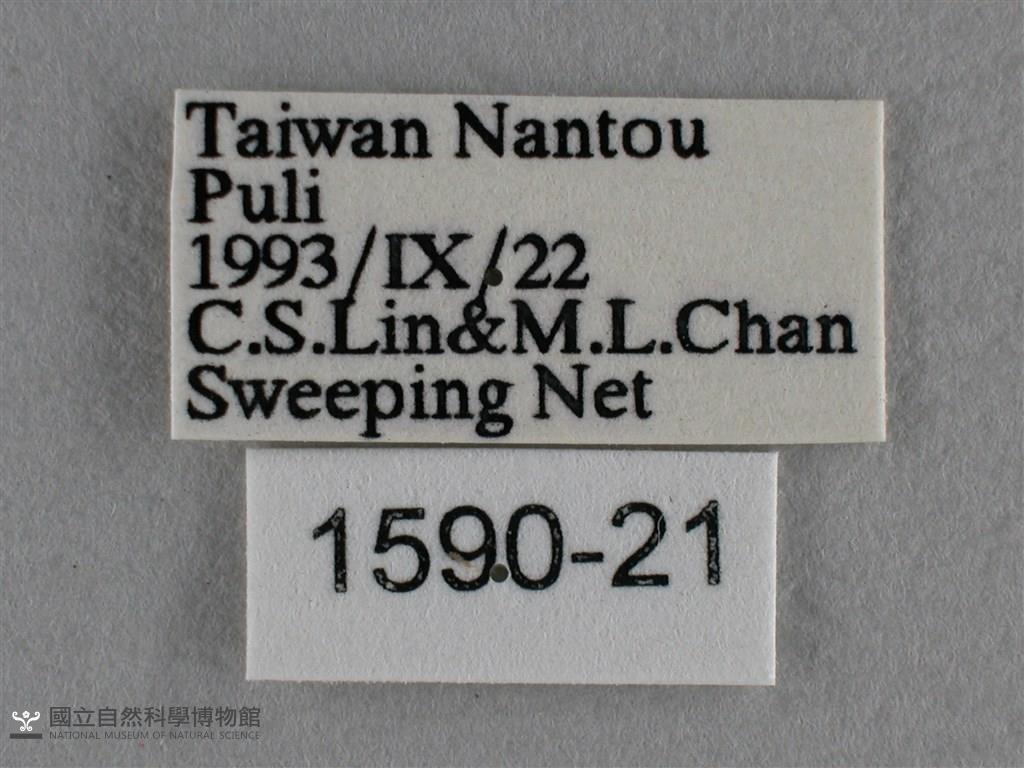 Taiwan Nantou
Puli
1993/IX/22
C.S.Lin&M.L.Chan
Sweeping Net
1590-21
國立自然科學博物館
NATIONAL MUSEUM OF NATURAL SCIENCE